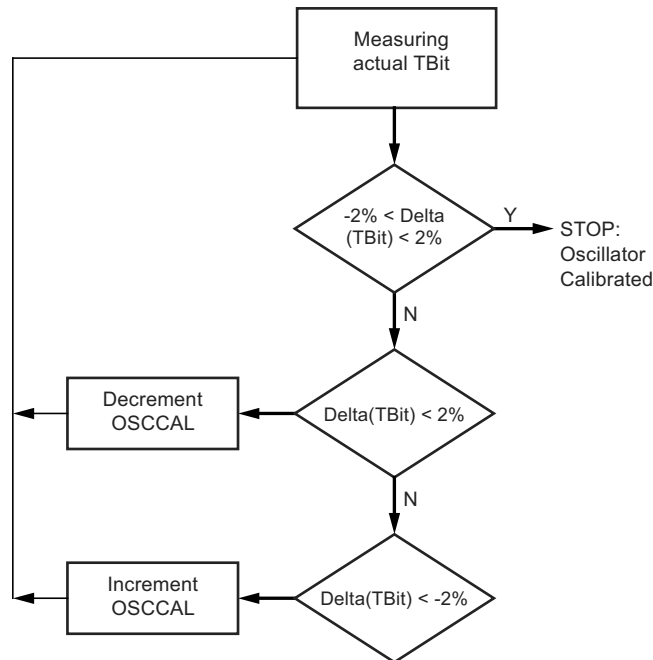 Measuring
actual TBit
-2% < Delta
(TBit) < 2%
Y
STOP:
Oscillator
Calibrated
N
Decrement
OSCCAL
Delta(TBit) < 2%
N
Increment
OSCCAL
Delta(TBit) < -2%